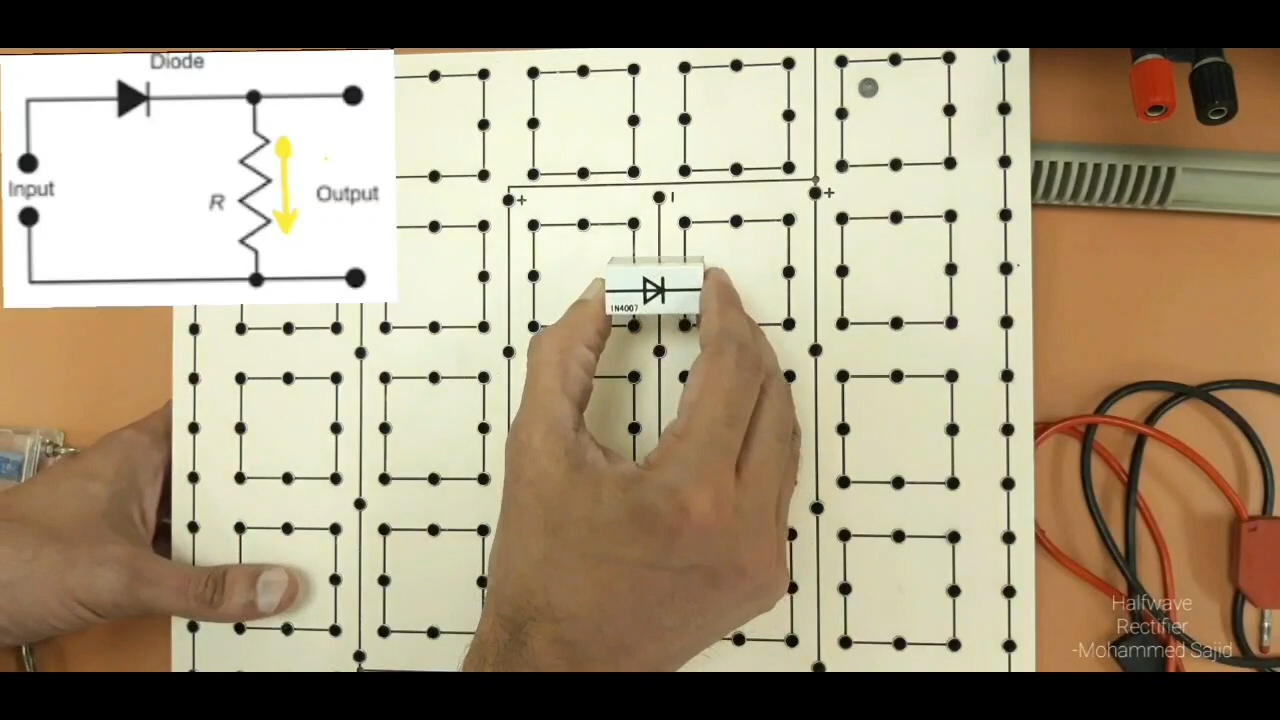 Diode
Input
R
Output
+
+
1N4007
Halfwave
Rectifier
-Mohammed Sajid